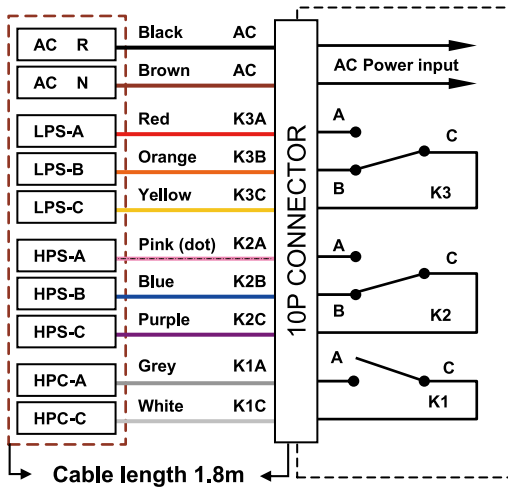 AC R Black AC
AC N Brown AC
AC Power input
LPS-A Red K3A A
LPS-B Orange K3B B C
LPS-C Yellow K3C K3
HPS-A Pink (dot) K2A A
HPS-B Blue K2B B C
HPS-C Purple K2C K2
HPC-A Grey K1A A C
HPC-C White K1C K1
10P CONNECTOR
Cable length 1.8m